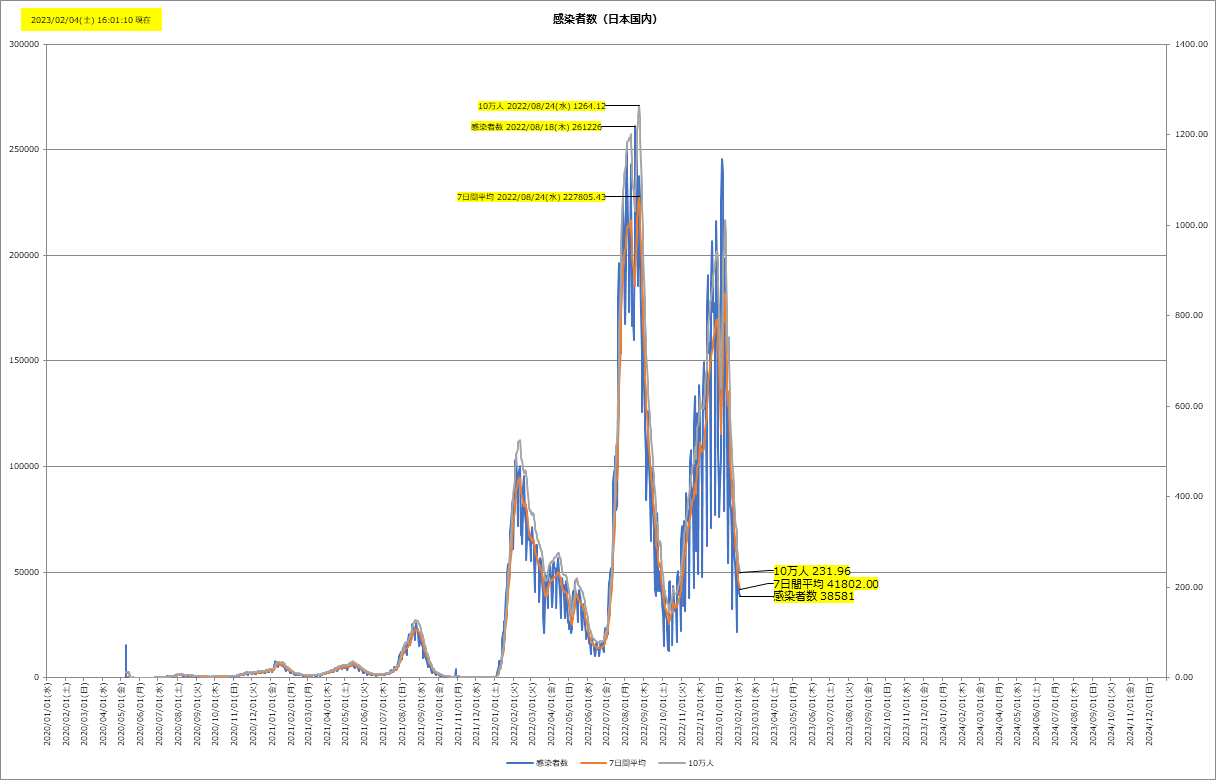 2023/02/04(土) 16:01:10 現在
感染者数（日本国内）
300000
250000
200000
150000
100000
50000
0
1400.00
1200.00
1000.00
800.00
600.00
400.00
200.00
0.00
10万人 2022/08/24(水) 1264.12
感染者数 2022/08/18(木) 261226
7日間平均 2022/08/24(水) 227805.43
10万人 231.96
7日間平均 41802.00
感染者数 38581
2020/01/01(水)
2020/02/01(土)
2020/03/01(日)
2020/04/01(水)
2020/05/01(金)
2020/06/01(月)
2020/07/01(水)
2020/08/01(土)
2020/09/01(火)
2020/10/01(木)
2020/11/01(日)
2020/12/01(火)
2021/01/01(金)
2021/02/01(月)
2021/03/01(月)
2021/04/01(木)
2021/05/01(土)
2021/06/01(火)
2021/07/01(木)
2021/08/01(日)
2021/09/01(水)
2021/10/01(金)
2021/11/01(月)
2021/12/01(水)
2022/01/01(土)
2022/02/01(火)
2022/03/01(火)
2022/04/01(金)
2022/05/01(日)
2022/06/01(水)
2022/07/01(金)
2022/08/01(月)
2022/09/01(木)
2022/10/01(土)
2022/11/01(火)
2022/12/01(木)
2023/01/01(日)
2023/02/01(水)
2023/03/01(水)
2023/04/01(土)
2023/05/01(月)
2023/06/01(木)
2023/07/01(土)
2023/08/01(火)
2023/09/01(金)
2023/10/01(日)
2023/11/01(水)
2023/12/01(金)
2024/01/01(月)
2024/02/01(木)
2024/03/01(金)
2024/04/01(月)
2024/05/01(水)
2024/06/01(土)
2024/07/01(月)
2024/08/01(木)
2024/09/01(日)
2024/10/01(火)
2024/11/01(金)
2024/12/01(日)
感染者数 7日間平均 10万人